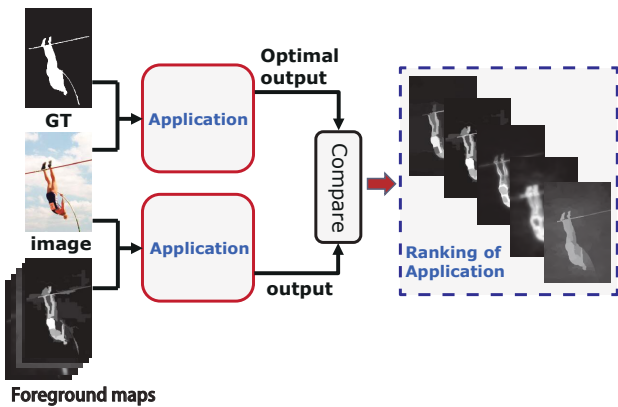 GT
image
Foreground maps
Application
Application
Optimal
output
output
Compare
Ranking of
Application